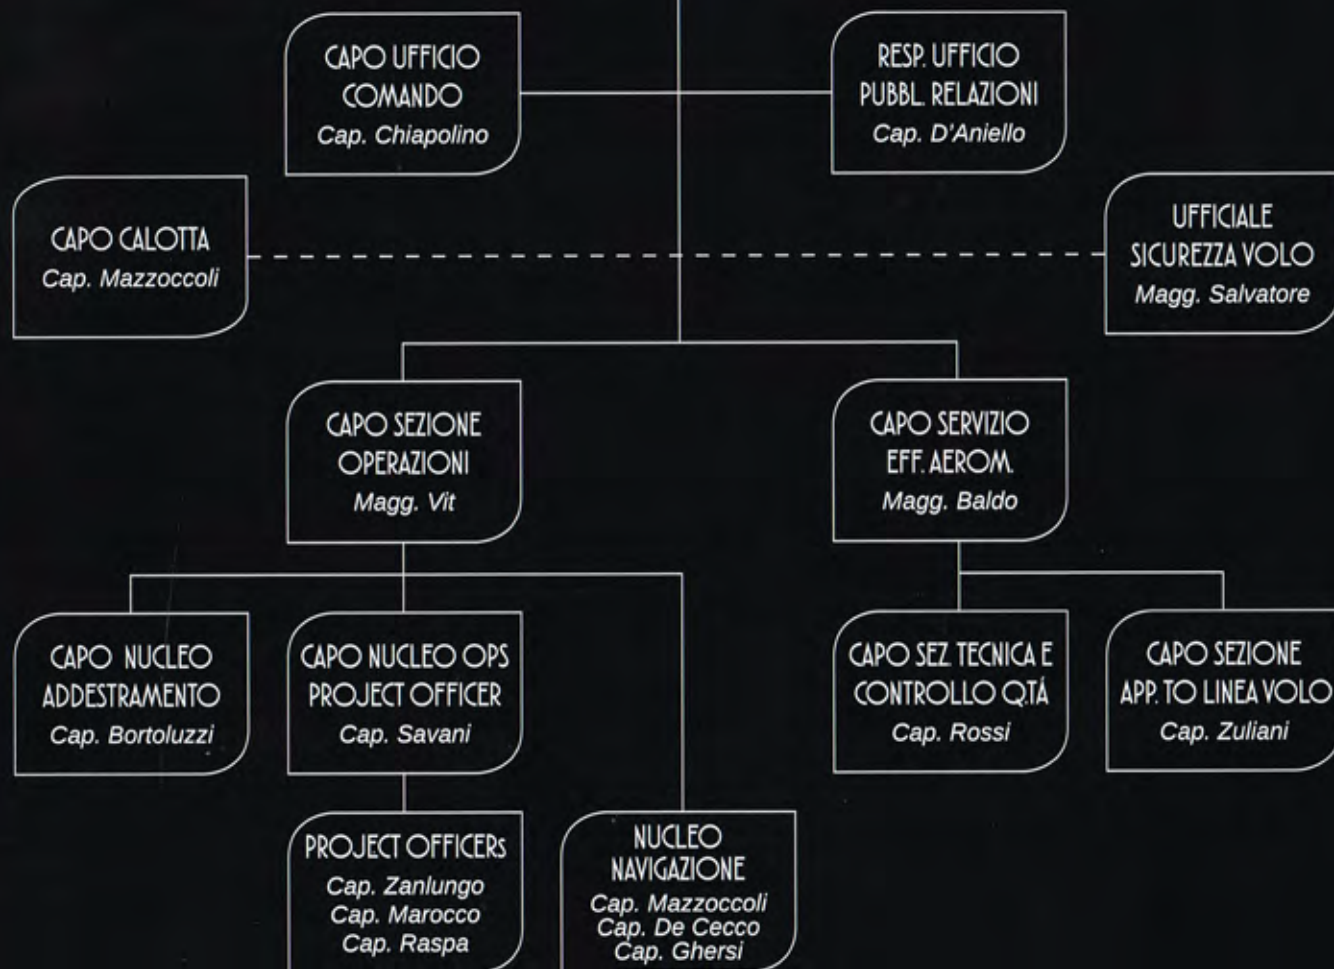 CAPO UFFICIO
COMANDO
Cap. Chiapolino
RESP. UFFICIO
PUBBL. RELAZIONI
Cap. D'Aniello
CAPO CALOTTA
Cap. Mazzoccoli
UFFICIALE
SICUREZZA VOLO
Magg. Salvatore
CAPO SEZIONE
OPERAZIONI
Magg. Vit
CAPO SERVIZIO
EFF. AEROM.
Magg. Baldo
CAPO NUCLEO
ADDESTRAMENTO
Cap. Bortoluzzi
CAPO NUCLEO OPS
PROJECT OFFICER
Cap. Savani
CAPO SEZ. TECNICA E
CONTROLLO Q.TÁ
Cap. Rossi
CAPO SEZIONE
APP. TO LINEA VOLO
Cap. Zuliani
PROJECT OFFICERs
Cap. Zanlungo
Cap. Marocco
Cap. Raspa
NUCLEO
NAVIGAZIONE
Cap. Mazzoccoli
Cap. De Cecco
Cap. Ghersi